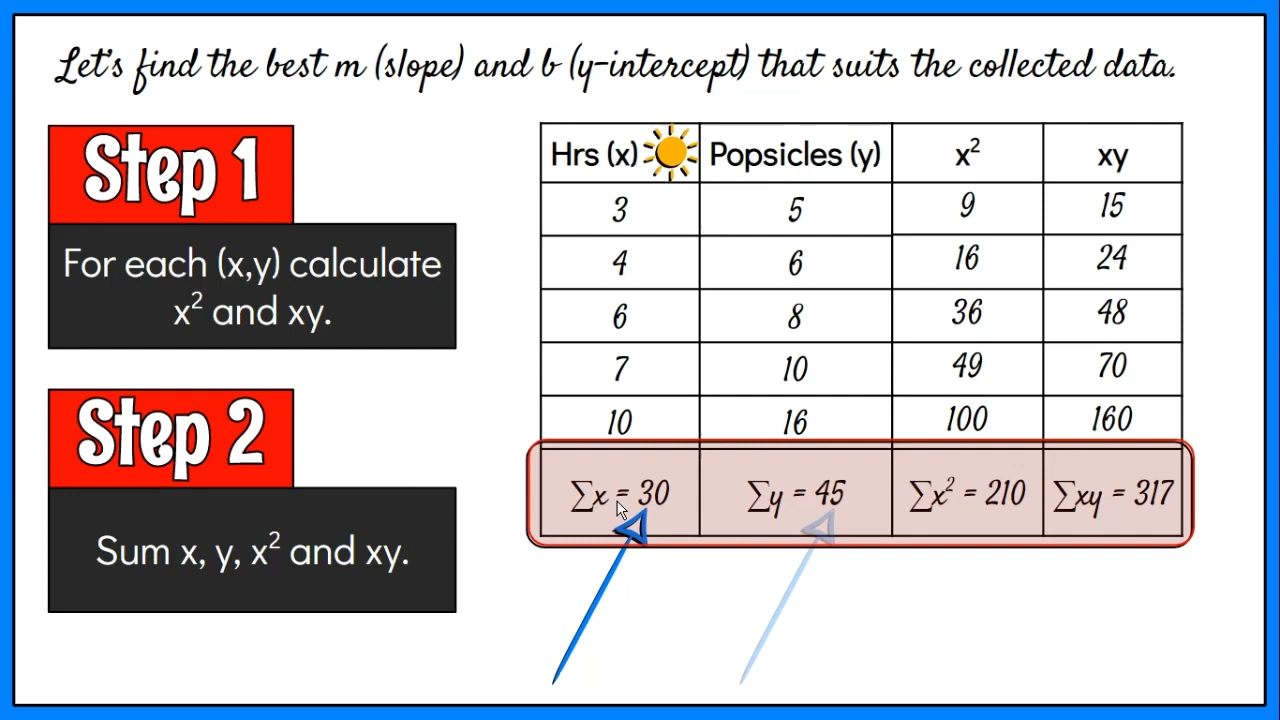 Let's find the best m (slope) and b (y-intercept) that suits the collected data.
Step 1
For each (x,y) calculate
x² and xy.
Step 2
Sum x, y, x² and xy.
Hrs (x) Popsicles (y) x² xy
3 5 9 15
4 6 16 24
6 8 36 48
7 10 49 70
10 16 100 160
∑x = 30 ∑y = 45 ∑x² = 210 ∑xy = 317